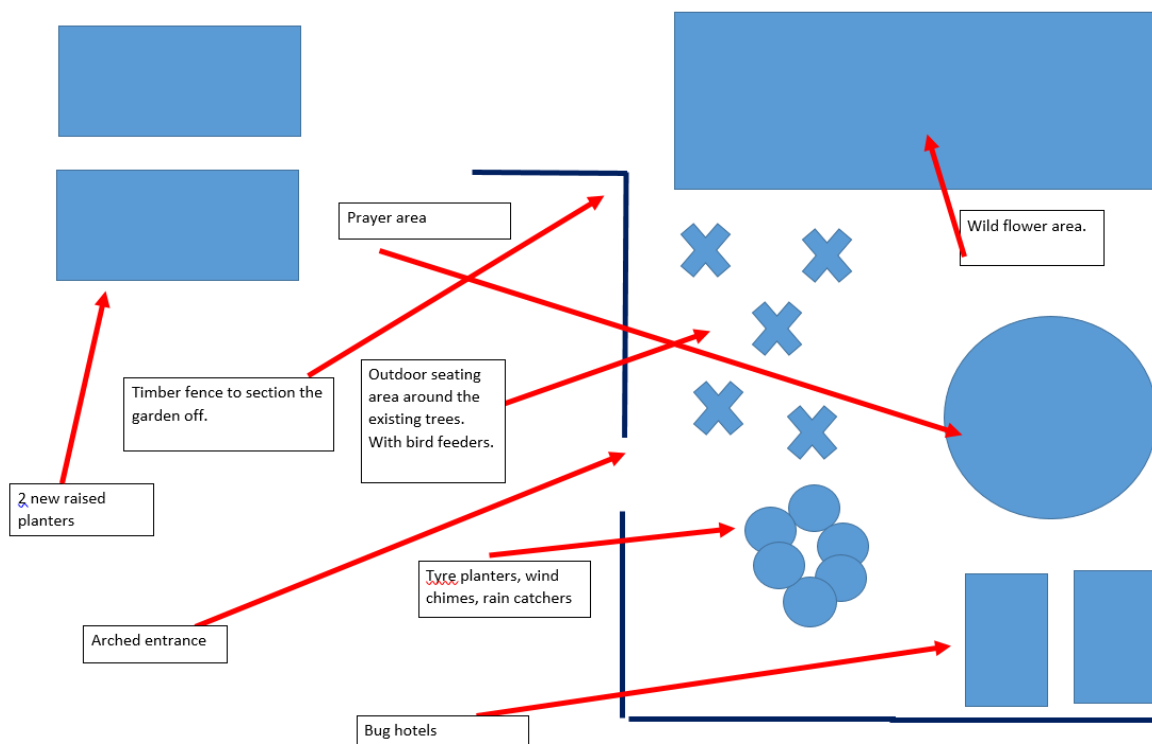 Prayer area
Wild flower area.
Timber fence to section the
garden off.
Outdoor seating
area around the
existing trees.
With bird feeders.
2 new raised
planters
Tyre planters, wind
chimes, rain catchers
Arched entrance
Bug hotels